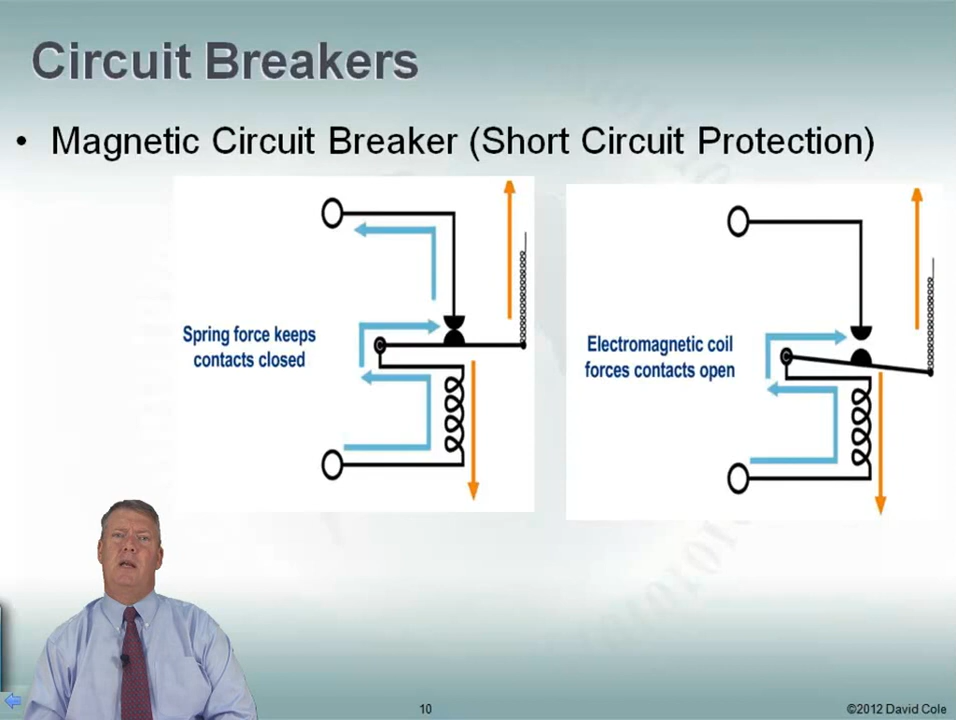 Circuit Breakers
• Magnetic Circuit Breaker (Short Circuit Protection)
Spring force keeps
contacts closed
Electromagnetic coil
forces contacts open
10
©2012 David Cole